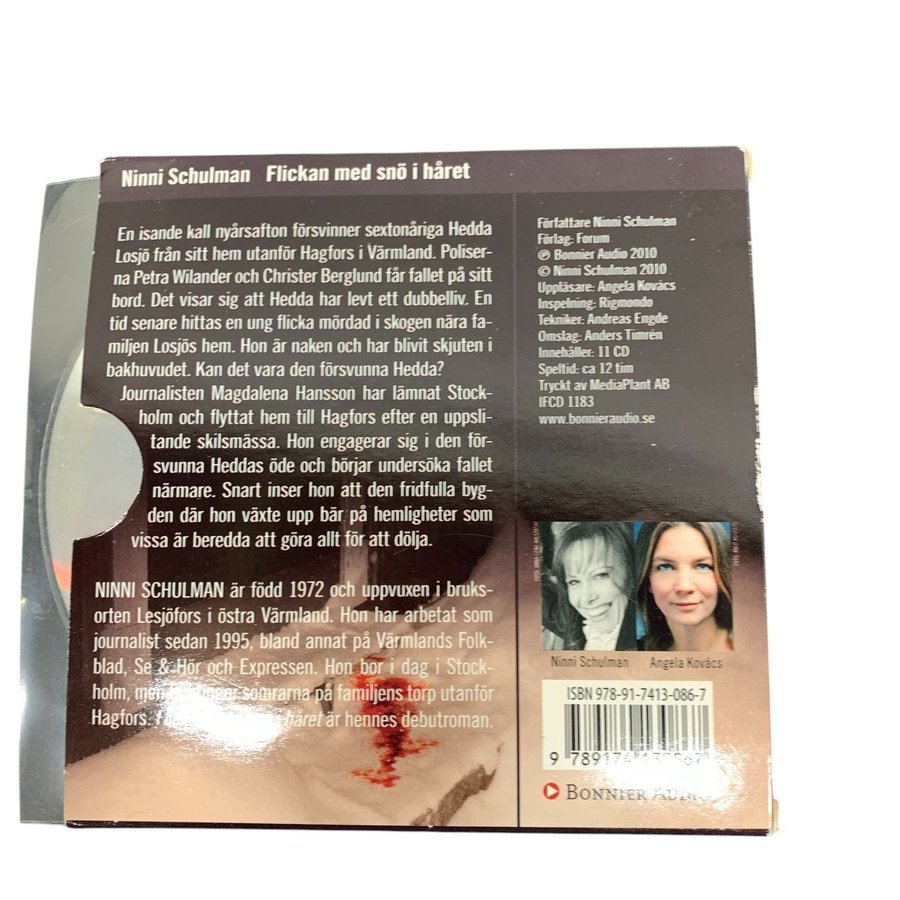 Ninni Schulman Flickan med snö i håret
En isande kall nyårsafton försvinner sextonåriga Hedda
Losjö från sitt hem utanför Hagfors i Värmland. Poliser-
na Petra Wilander och Christer Berglund får fallet på sitt
bord. Det visar sig att Hedda har levt ett dubbelliv. En
tid senare hittas en ung flicka mördad i skogen nära fa-
miljen Losjös hem. Hon är naken och har blivit skjuten i
bakhuvudet. Kan det vara den försvunna Hedda?
Journalisten Magdalena Hansson har lämnat Stock-
holm och flyttat hem till Hagfors efter en uppsli-
tande skilsmässa. Hon engagerar sig i den för-
svunna Heddas öde och börjar undersöka fallet
närmare. Snart inser hon att den fridfulla byg-
den där hon växte upp bär på hemligheter som
vissa är beredda att göra allt för att dölja.
NINNI SCHULMAN är född 1972 och uppvuxen i bruks-
orten Lesjöfors i östra Värmland. Hon har arbetat som
journalist sedan 1995, bland annat på Värmlands Folk-
blad, Se & Hör och Expressen. Hon bor i dag i Stock-
holm, men somrarna på familjens torp utanför
Hagfors. håret är hennes debutroman.
Författare Ninni Schulman
Förlag: Forum
℗ Bonnier Audio 2010
© Ninni Schulman 2010
Uppläsare: Angela Kovács
Inspelning: Rigmondo
Tekniker: Andreas Engde
Omslag: Anders Timrén
Innehåller: 11 CD
Speltid: ca 12 tim
Tryckt av MediaPlant AB
IFCD 1183
www.bonnieraudio.se
Ninni Schulman Angela Kovács
ISBN 978-91-7413-086-7
BONNIER AUDIO